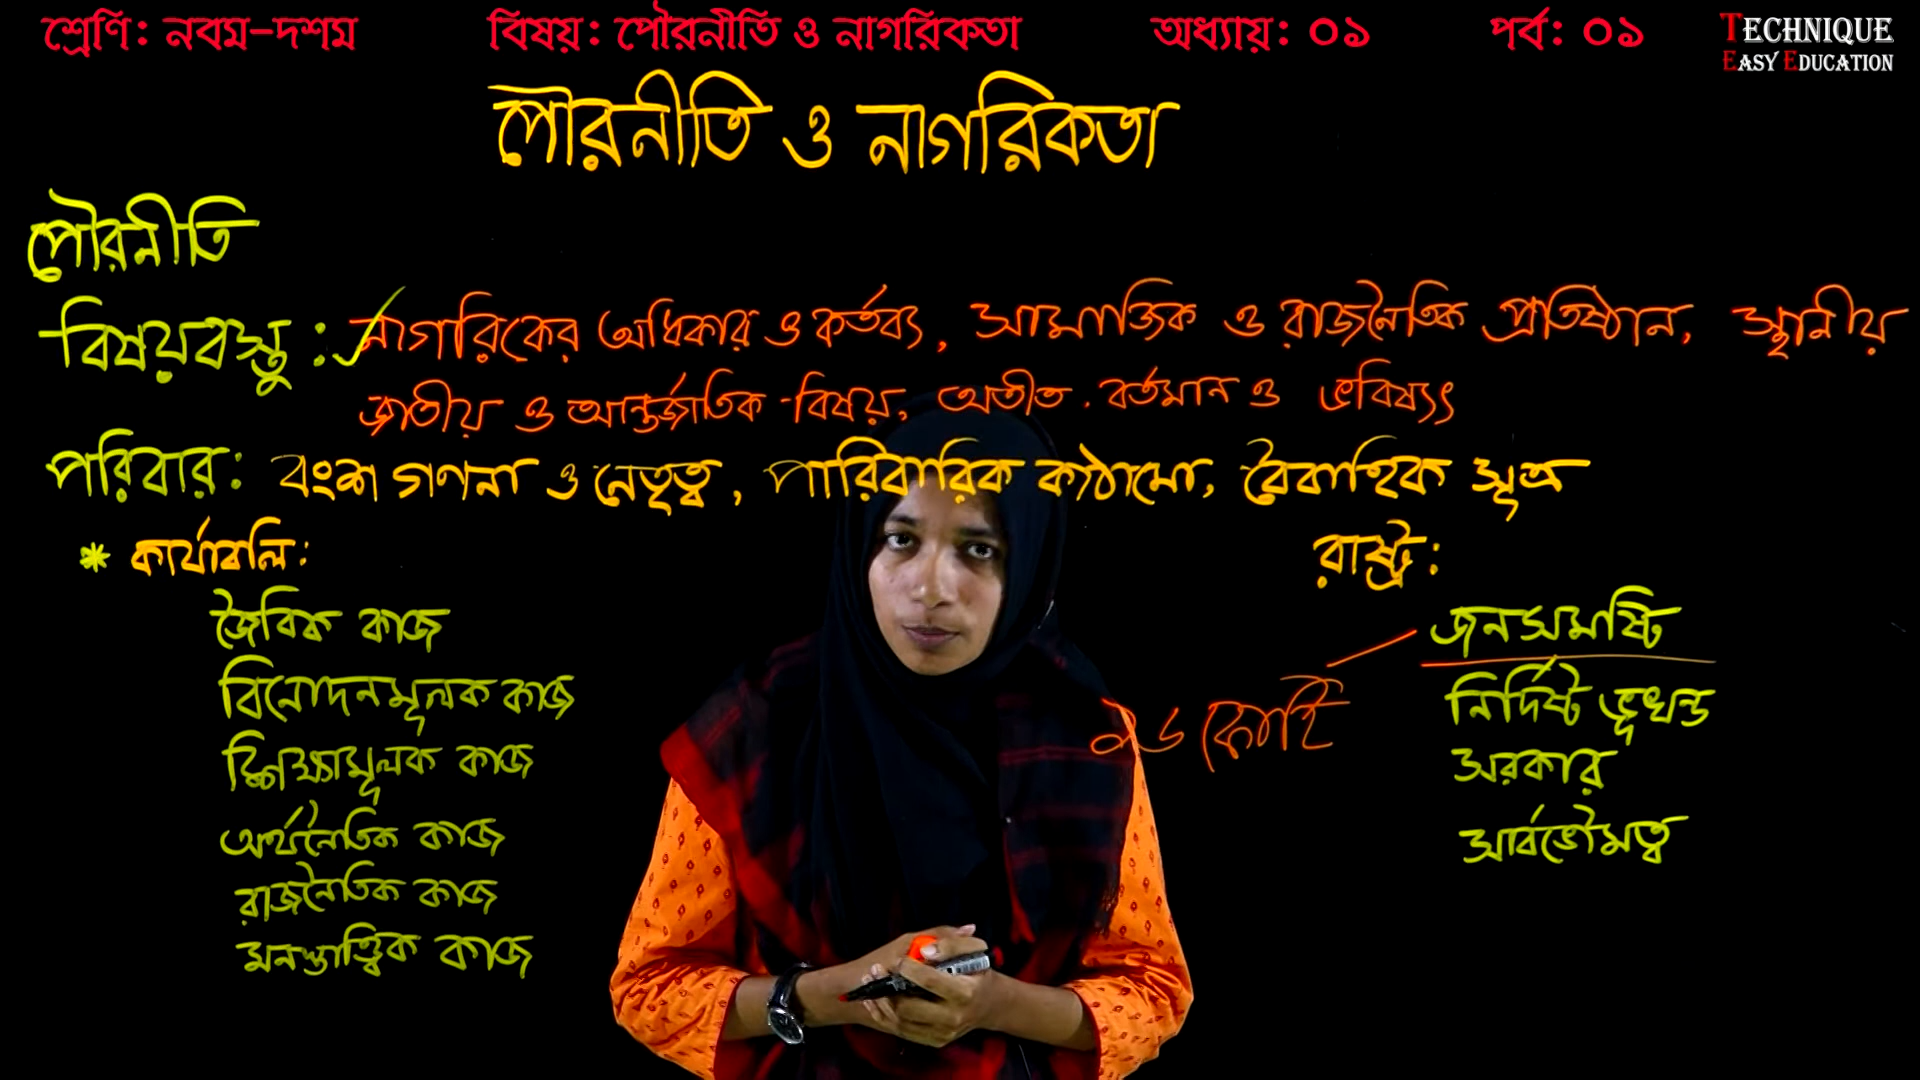 শ্রেণি: নবম-দশম বিষয়: পৌরনীতি ও নাগরিকতা অধ্যায়: ০১ পর্ব: ০১ TECHNIQUE
EASY EDUCATION
পৌরনীতি ও নাগরিকতা
পৌরনীতি
বিষয়বস্তু: নাগরিকের অধিকার ও কর্তব্য, সামাজিক ও রাজনৈতিক প্রতিষ্ঠান, স্থানীয়
জাতীয় ও আন্তর্জাতিক বিষয়, অতীত, বর্তমান ও ভবিষ্যৎ
পরিবার: বংশ গণনা ও নেতৃত্ব, পারিবারিক কাঠামো, বৈবাহিক সূত্র
* কার্যাবলি:
জৈবিক কাজ
বিনোদনমূলক কাজ
শিক্ষামূলক কাজ
অর্থনৈতিক কাজ
রাজনৈতিক কাজ
মনস্তাত্ত্বিক কাজ
রাষ্ট্র:
জনসমষ্টি
১৬ কোটি
নির্দিষ্ট ভূখন্ড
সরকার
সার্বভৌমত্ব